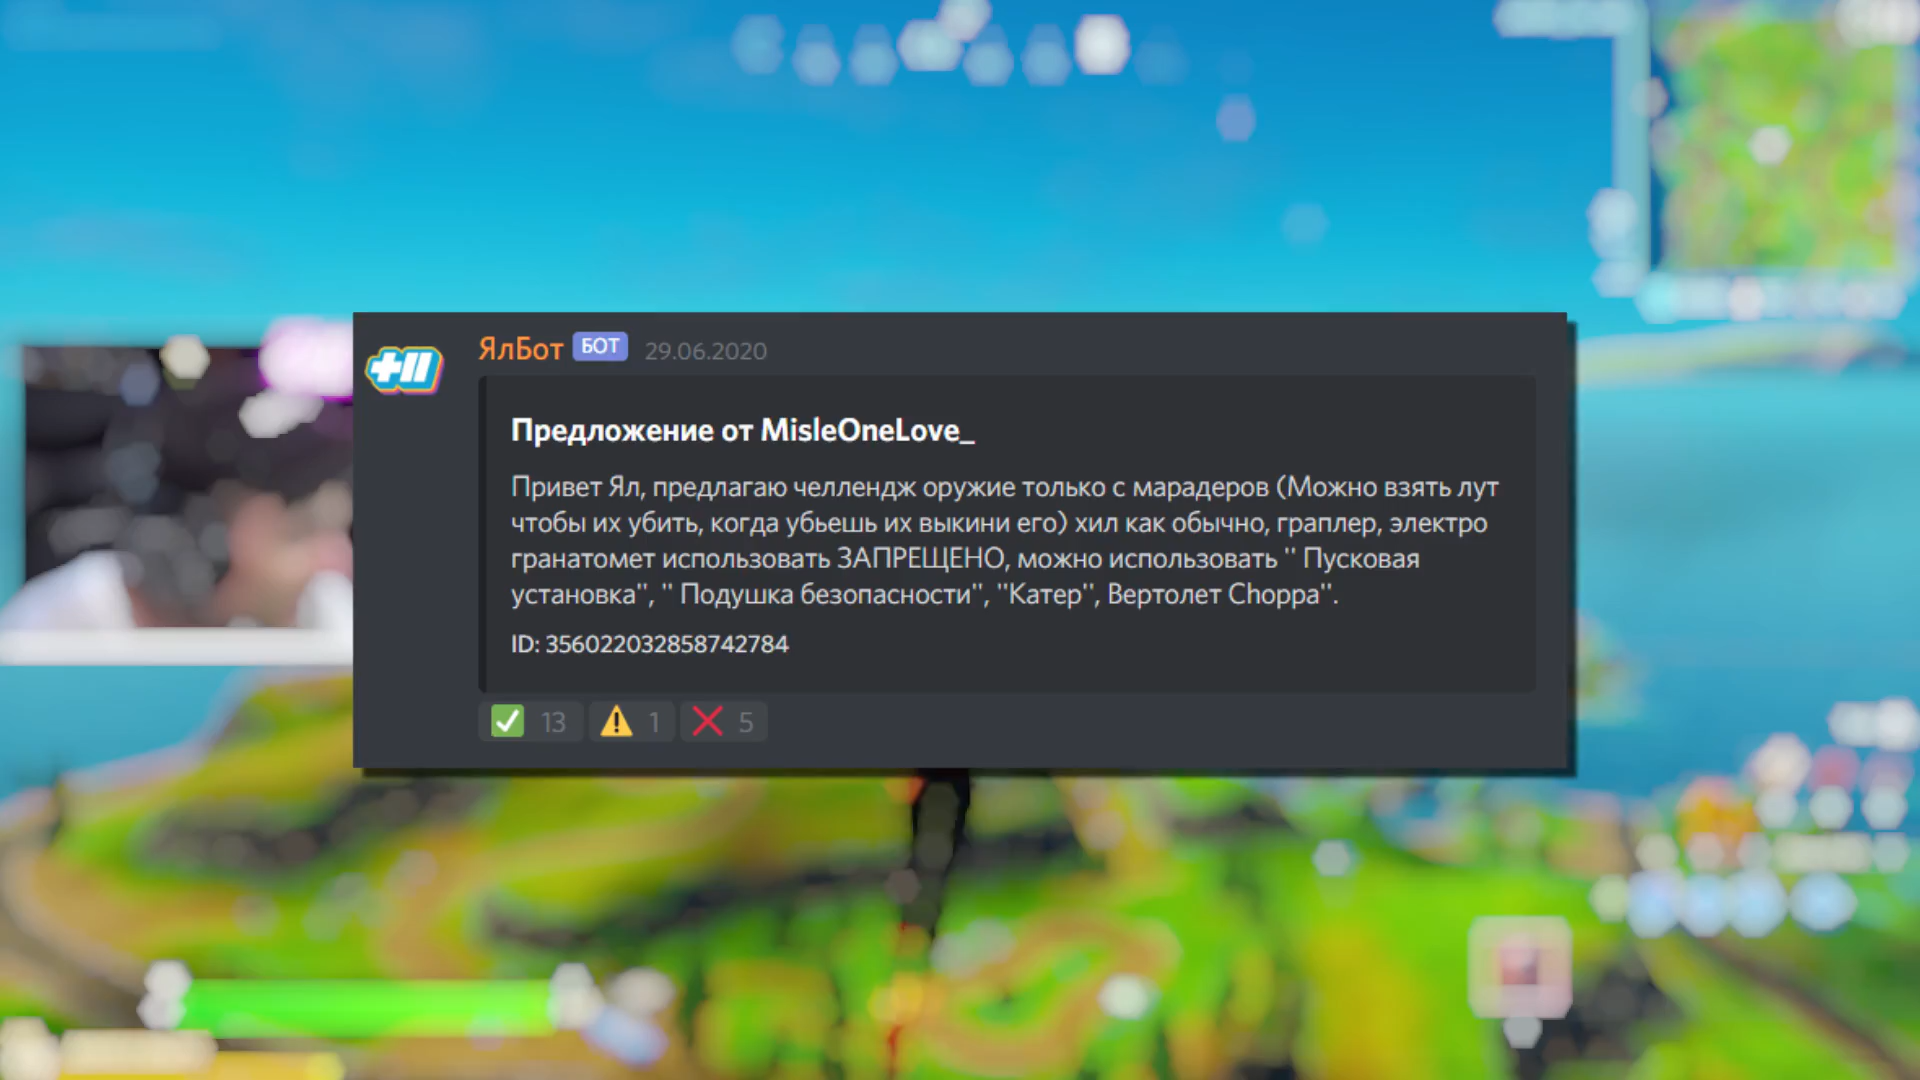 ЯлБот БОТ 29.06.2020
Предложение от MisleOneLove_
Привет Ял, предлагаю челлендж оружие только с марадеров (Можно взять лут
чтобы их убить, когда убьешь их выкини его) хил как обычно, граплер, электро
гранатомет использовать ЗАПРЕЩЕНО, можно использовать '' Пусковая
установка'', '' Подушка безопасности'', ''Катер'', Вертолет Choppa''.
ID: 356022032858742784
13 1 5